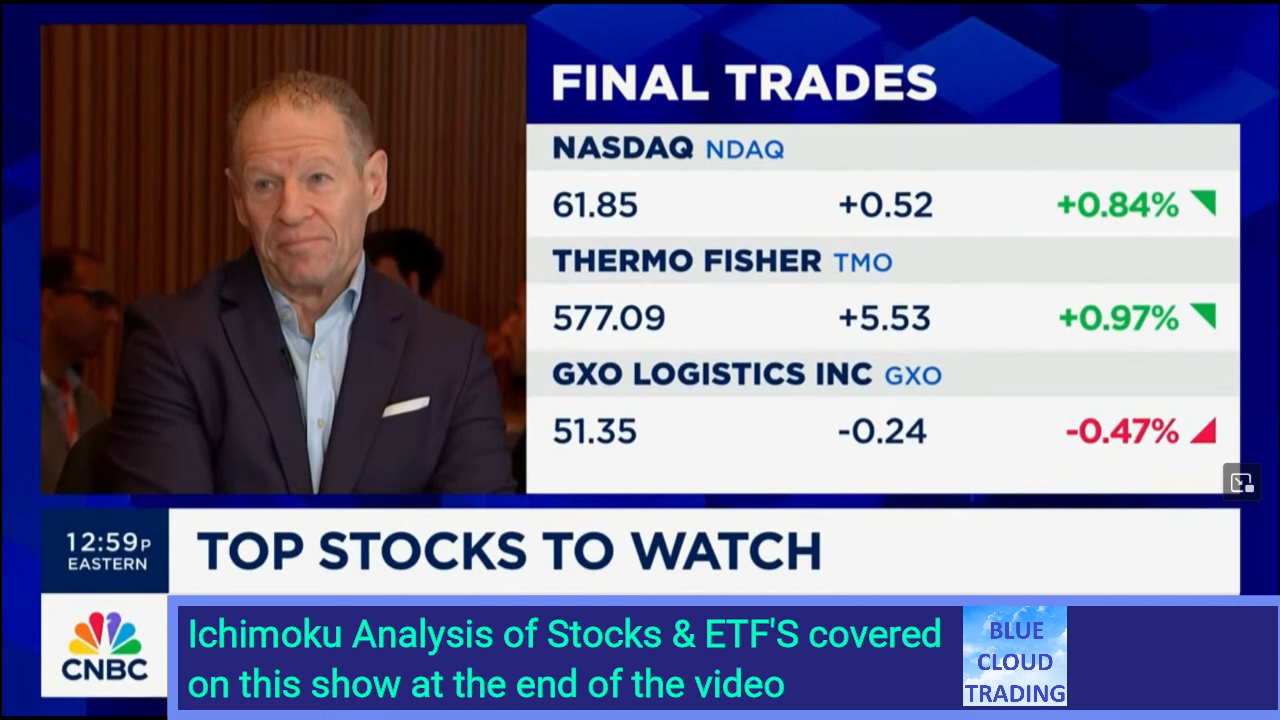 FINAL TRADES
NASDAQ NDAQ
61.85 +0.52 +0.84%
THERMO FISHER TMO
577.09 +5.53 +0.97%
GXO LOGISTICS INC GXO
51.35 -0.24 -0.47%
12:59P
EASTERN
TOP STOCKS TO WATCH
CNBC
Ichimoku Analysis of Stocks & ETF'S covered
on this show at the end of the video
BLUE
CLOUD
TRADING